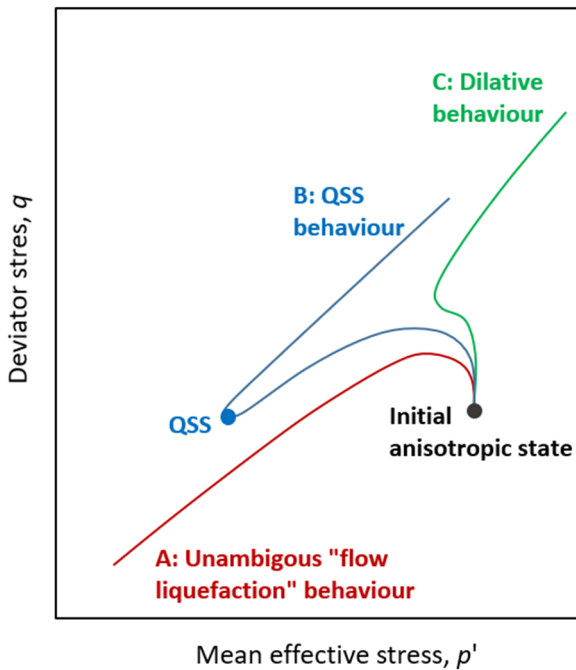 C: Dilative
behaviour
B: QSS
behaviour
Deviator stres, q
QSS
Initial
anisotropic state
A: Unambigous "flow
liquefaction" behaviour
Mean effective stress, p'